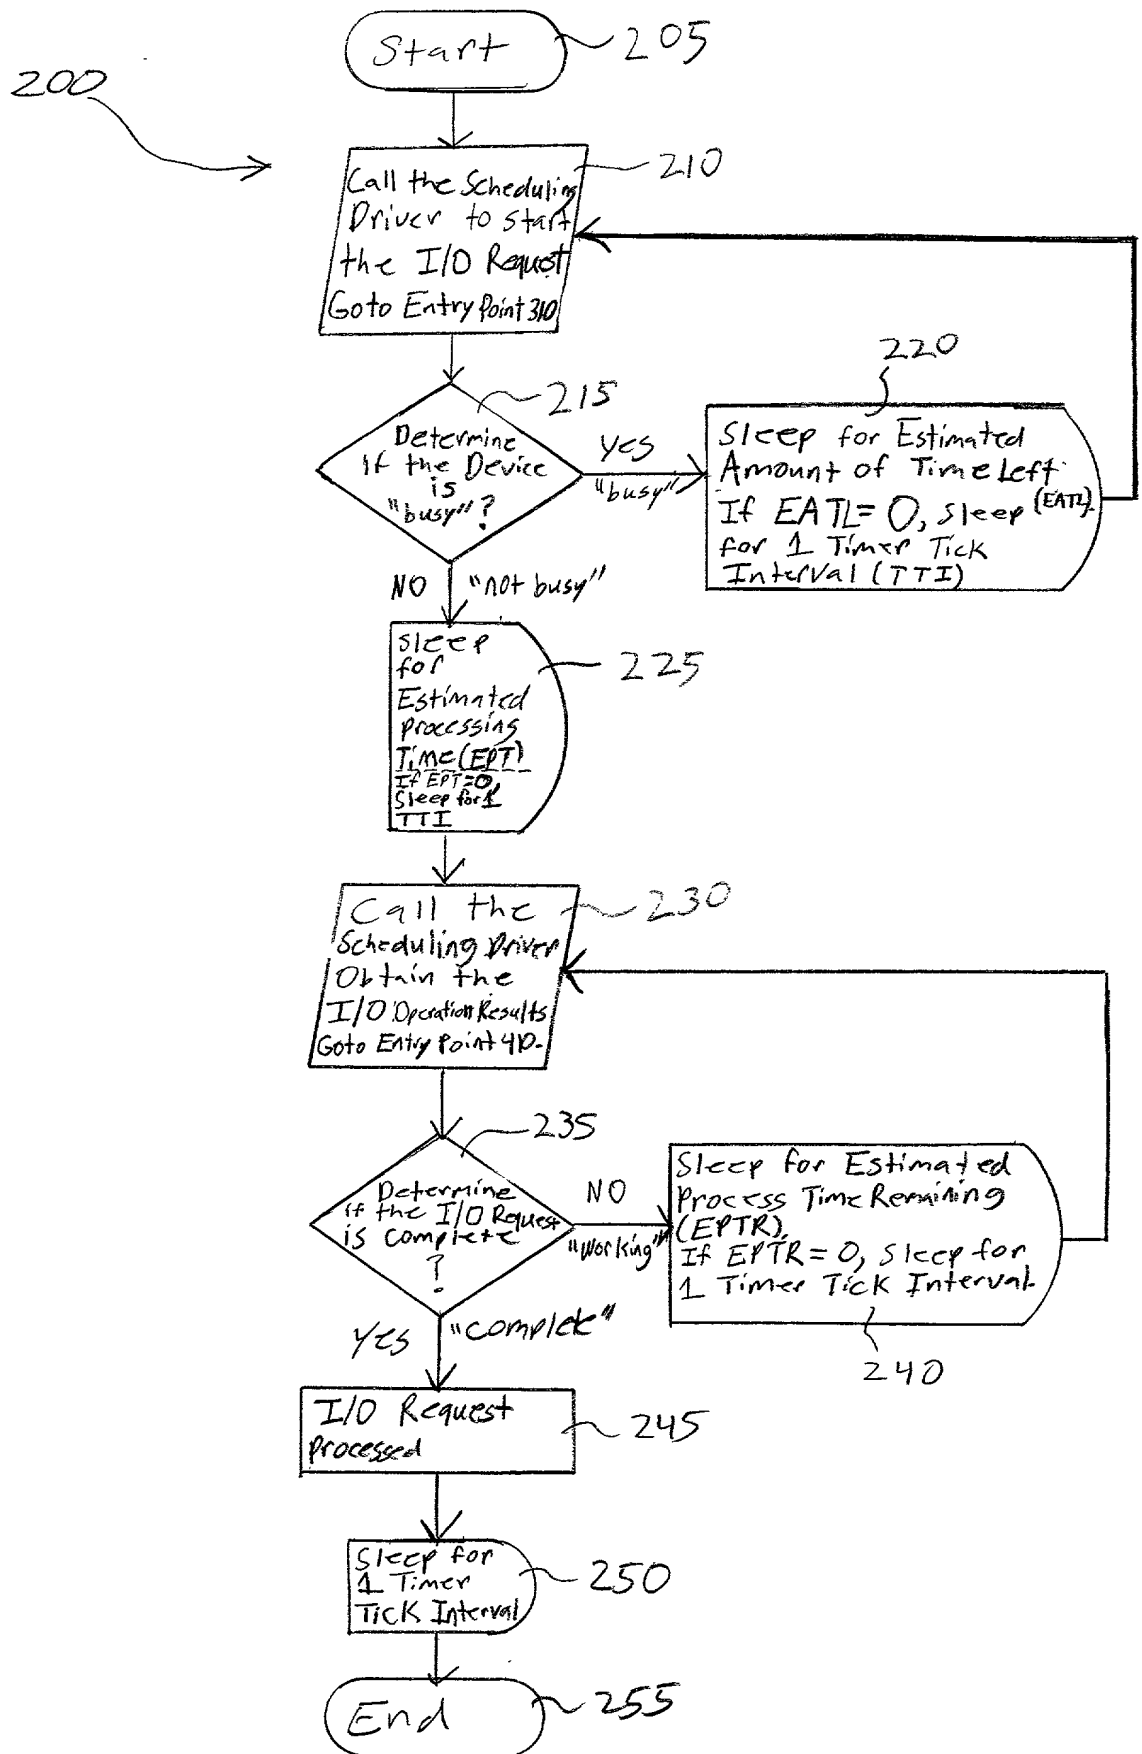 Start
205
200
210
Call the Scheduling
Driver to start
the I/O Request
Goto Entry Point 310
215
Determine
If the Device
is
"busy"?
Yes
"busy"
220
Sleep for Estimated
Amount of Time Left
(EATL).
If EATL = 0, Sleep
for 1 Timer Tick
Interval (TTI)
NO "not busy"
Sleep
for
Estimated
Processing
Time (EPT)
If EPT = 0,
Sleep for 1
TTI
225
Call the
Scheduling Driver
Obtain the
I/O Operation Results
Goto Entry Point 410.
230
235
Determine
if the I/O Request
is complete
?
NO
"Working"
Sleep for Estimated
Process Time Remaining
(EPTR).
If EPTR = 0, Sleep for
1 Timer Tick Interval.
240
Yes "complete"
I/O Request
Processed
245
Sleep for
1 Timer
Tick Interval
250
End
255